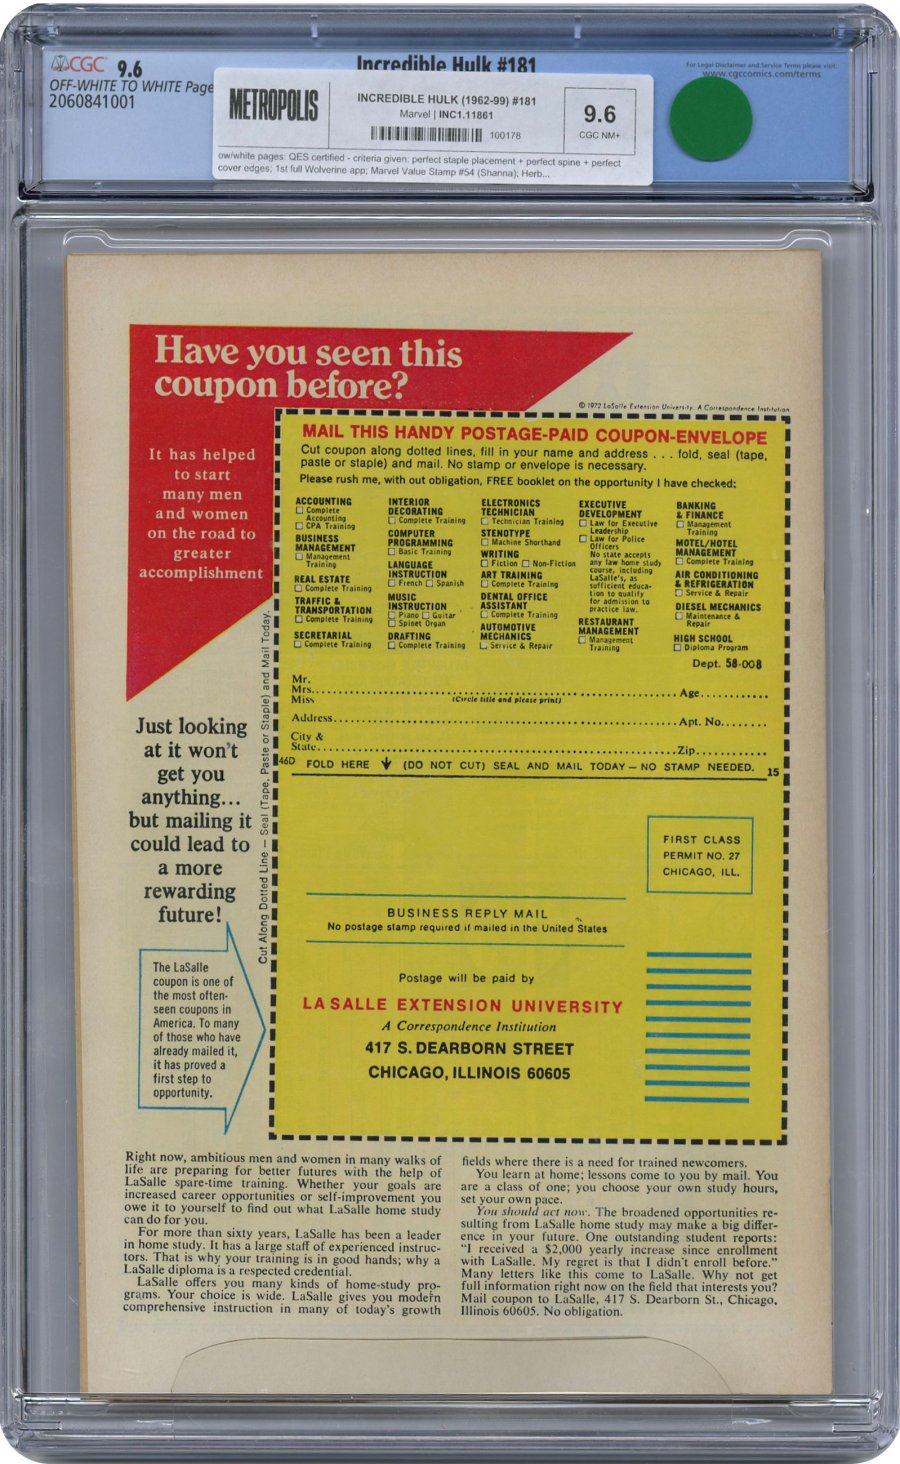 CGC 9.6
OFF-WHITE TO WHITE Page
2060841001
Incredible Hulk #181
For Legal Disclaimer and Service Terms please visit:
www.cgccomics.com/terms
METROPOLIS
INCREDIBLE HULK (1962-99) #181
Marvel | INC1.11861
100178
9.6
CGC NM+
ow/white pages: QES certified - criteria given: perfect staple placement + perfect spine + perfect
cover edges; 1st full Wolverine app; Marvel Value Stamp #54 (Shanna); Herb...
Have you seen this
coupon before?
© 1972 LaSalle Extension University. A Correspondence Institution
It has helped
to start
many men
and women
on the road to
greater
accomplishment
MAIL THIS HANDY POSTAGE-PAID COUPON-ENVELOPE
Cut coupon along dotted lines, fill in your name and address . . . fold, seal (tape,
paste or staple) and mail. No stamp or envelope is necessary.
Please rush me, with out obligation, FREE booklet on the opportunity I have checked:
ACCOUNTING
☐ Complete
Accounting
☐ CPA Training
BUSINESS
MANAGEMENT
☐ Management
Training
REAL ESTATE
☐ Complete Training
TRAFFIC &
TRANSPORTATION
☐ Complete Training
SECRETARIAL
☐ Complete Training
INTERIOR
DECORATING
☐ Complete Training
COMPUTER
PROGRAMMING
☐ Basic Training
LANGUAGE
INSTRUCTION
☐ French ☐ Spanish
MUSIC
INSTRUCTION
☐ Piano ☐ Guitar
☐ Spinet Organ
DRAFTING
☐ Complete Training
ELECTRONICS
TECHNICIAN
☐ Technician Training
STENOTYPE
☐ Machine Shorthand
WRITING
☐ Fiction ☐ Non-Fiction
ART TRAINING
☐ Complete Training
DENTAL OFFICE
ASSISTANT
☐ Complete Training
AUTOMOTIVE
MECHANICS
☐ Service & Repair
EXECUTIVE
DEVELOPMENT
☐ Law for Executive
Leadership
☐ Law for Police
Officers
No state accepts
any law home study
course, including
LaSalle's, as
sufficient educa-
tion to qualify
for admission to
practice law.
RESTAURANT
MANAGEMENT
☐ Management
Training
BANKING
& FINANCE
☐ Management
Training
MOTEL/HOTEL
MANAGEMENT
☐ Complete Training
AIR CONDITIONING
& REFRIGERATION
☐ Service & Repair
DIESEL MECHANICS
☐ Maintenance &
Repair
HIGH SCHOOL
☐ Diploma Program
Dept. 58-008
Mr.
Mrs. Age
Miss (Circle title and please print)
Address Apt. No.
City &
State Zip
46D FOLD HERE ↓ (DO NOT CUT) SEAL AND MAIL TODAY — NO STAMP NEEDED. 15
Cut Along Dotted Line — Seal (Tape, Paste or Staple) and Mail Today.
Just looking
at it won't
get you
anything...
but mailing it
could lead to
a more
rewarding
future!
FIRST CLASS
PERMIT NO. 27
CHICAGO, ILL.
BUSINESS REPLY MAIL
No postage stamp required if mailed in the United States
Postage will be paid by
LA SALLE EXTENSION UNIVERSITY
A Correspondence Institution
417 S. DEARBORN STREET
CHICAGO, ILLINOIS 60605
The LaSalle
coupon is one of
the most often-
seen coupons in
America. To many
of those who have
already mailed it,
it has proved a
first step to
opportunity.
Right now, ambitious men and women in many walks of
life are preparing for better futures with the help of
LaSalle spare-time training. Whether your goals are
increased career opportunities or self-improvement you
owe it to yourself to find out what LaSalle home study
can do for you.
For more than sixty years, LaSalle has been a leader
in home study. It has a large staff of experienced instruc-
tors. That is why your training is in good hands; why a
LaSalle diploma is a respected credential.
LaSalle offers you many kinds of home-study pro-
grams. Your choice is wide. LaSalle gives you modern
comprehensive instruction in many of today's growth
fields where there is a need for trained newcomers.
You learn at home; lessons come to you by mail. You
are a class of one; you choose your own study hours,
set your own pace.
You should act now. The broadened opportunities re-
sulting from LaSalle home study may make a big differ-
ence in your future. One outstanding student reports:
"I received a $2,000 yearly increase since enrollment
with LaSalle. My regret is that I didn't enroll before."
Many letters like this come to LaSalle. Why not get
full information right now on the field that interests you?
Mail coupon to LaSalle, 417 S. Dearborn St., Chicago,
Illinois 60605. No obligation.